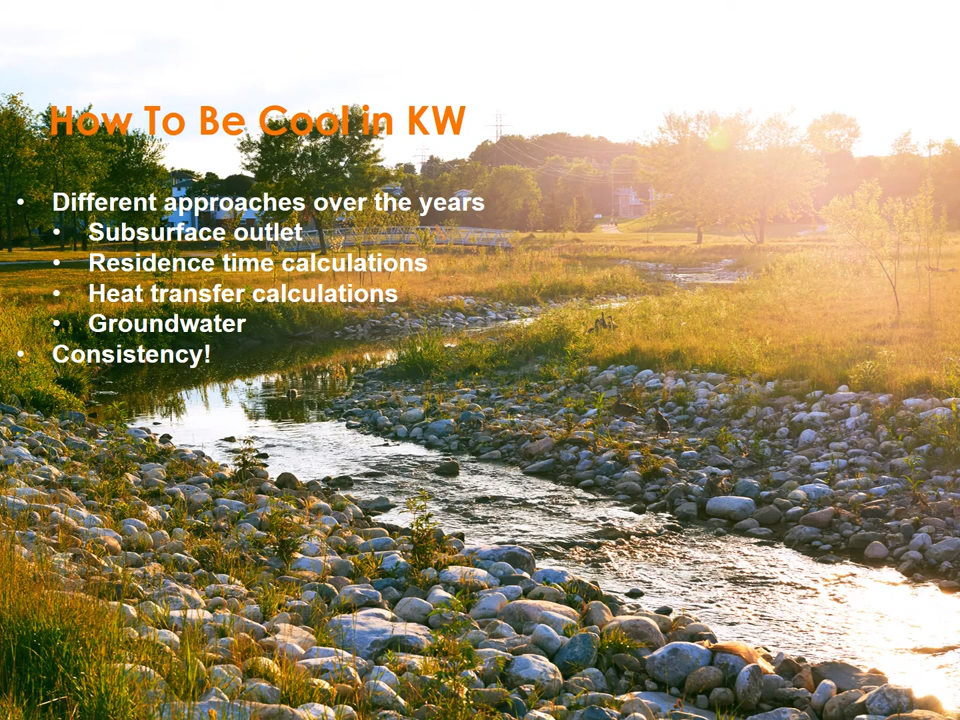 How To Be Cool in KW
• Different approaches over the years
• Subsurface outlet
• Residence time calculations
• Heat transfer calculations
• Groundwater
• Consistency!